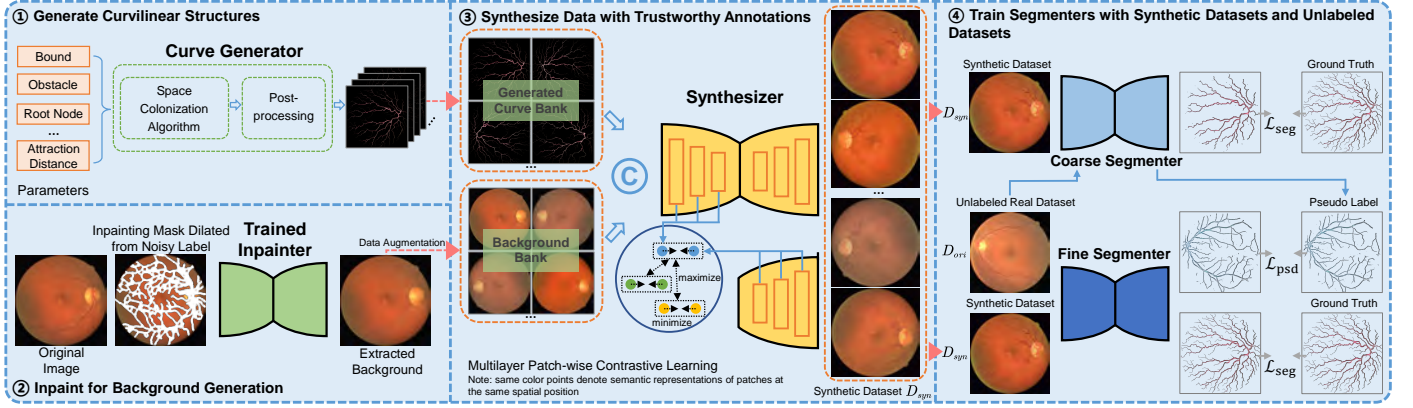 ① Generate Curvilinear Structures
Bound
Obstacle
Root Node
...
Attraction
Distance
Parameters
Curve Generator
Space
Colonization
Algorithm
Post-
processing
...
Inpainting Mask Dilated
from Noisy Label
Trained
Inpainter
Data Augmentation
Original
Image
Extracted
Background
② Inpaint for Background Generation
③ Synthesize Data with Trustworthy Annotations
Generated
Curve Bank
...
Background
Bank
...
C
Synthesizer
maximize
minimize
Multilayer Patch-wise Contrastive Learning
Note: same color points denote semantic representations of patches at
the same spatial position
...
Synthetic Dataset D_syn
④ Train Segmenters with Synthetic Datasets and Unlabeled
Datasets
Synthetic Dataset
D_syn
Coarse Segmenter
Ground Truth
ℒ_seg
Unlabeled Real Dataset
D_ori
Pseudo Label
ℒ_psd
Fine Segmenter
Synthetic Dataset
D_syn
Ground Truth
ℒ_seg